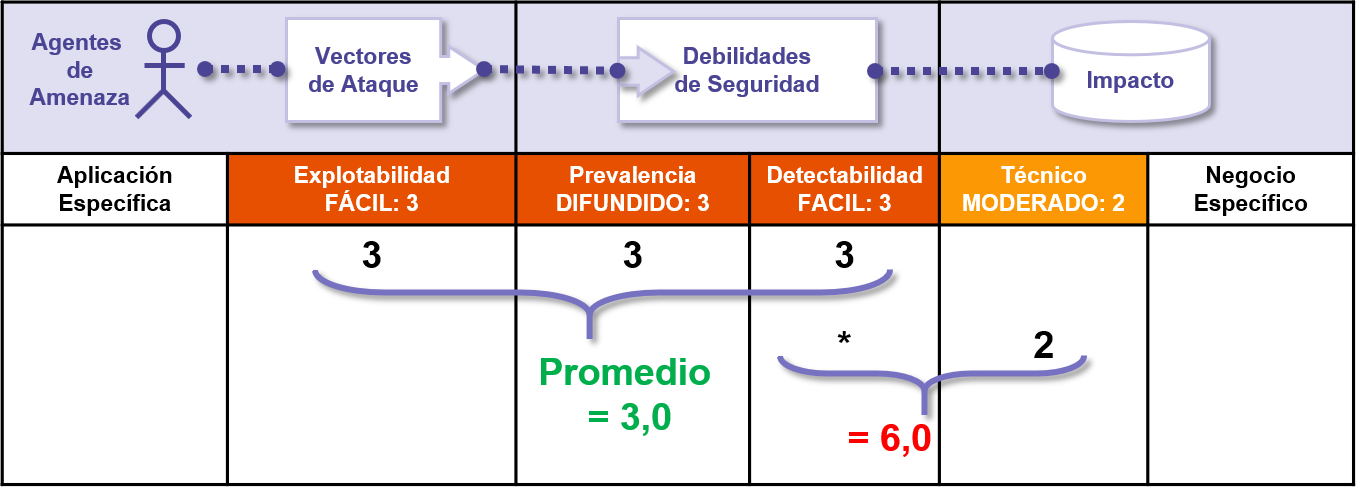 Agentes
de
Amenaza
Vectores
de Ataque
Debilidades
de Seguridad
Impacto
Aplicación
Específica
Explotabilidad
FÁCIL: 3
Prevalencia
DIFUNDIDO: 3
Detectabilidad
FACIL: 3
Técnico
MODERADO: 2
Negocio
Específico
3
3
3
*
2
Promedio
= 3,0
= 6,0